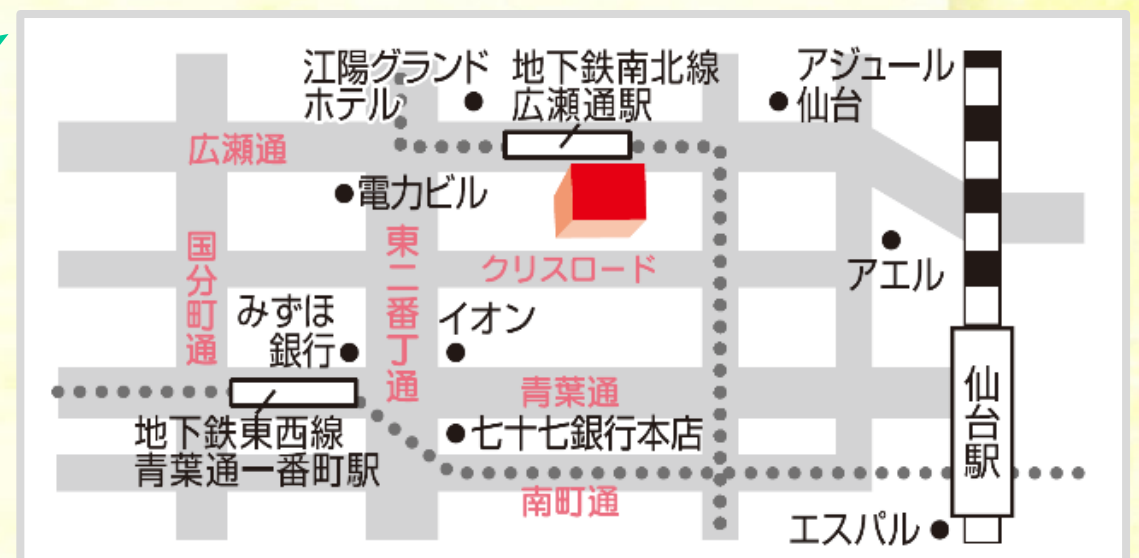 江陽グランド
ホテル
地下鉄南北線
広瀬通駅
アジュール
仙台
広瀬通
電力ビル
東二番丁通
国分町通
クリスロード
アエル
みずほ
銀行
イオン
青葉通
仙台駅
地下鉄東西線
青葉通一番町駅
七十七銀行本店
南町通
エスパル